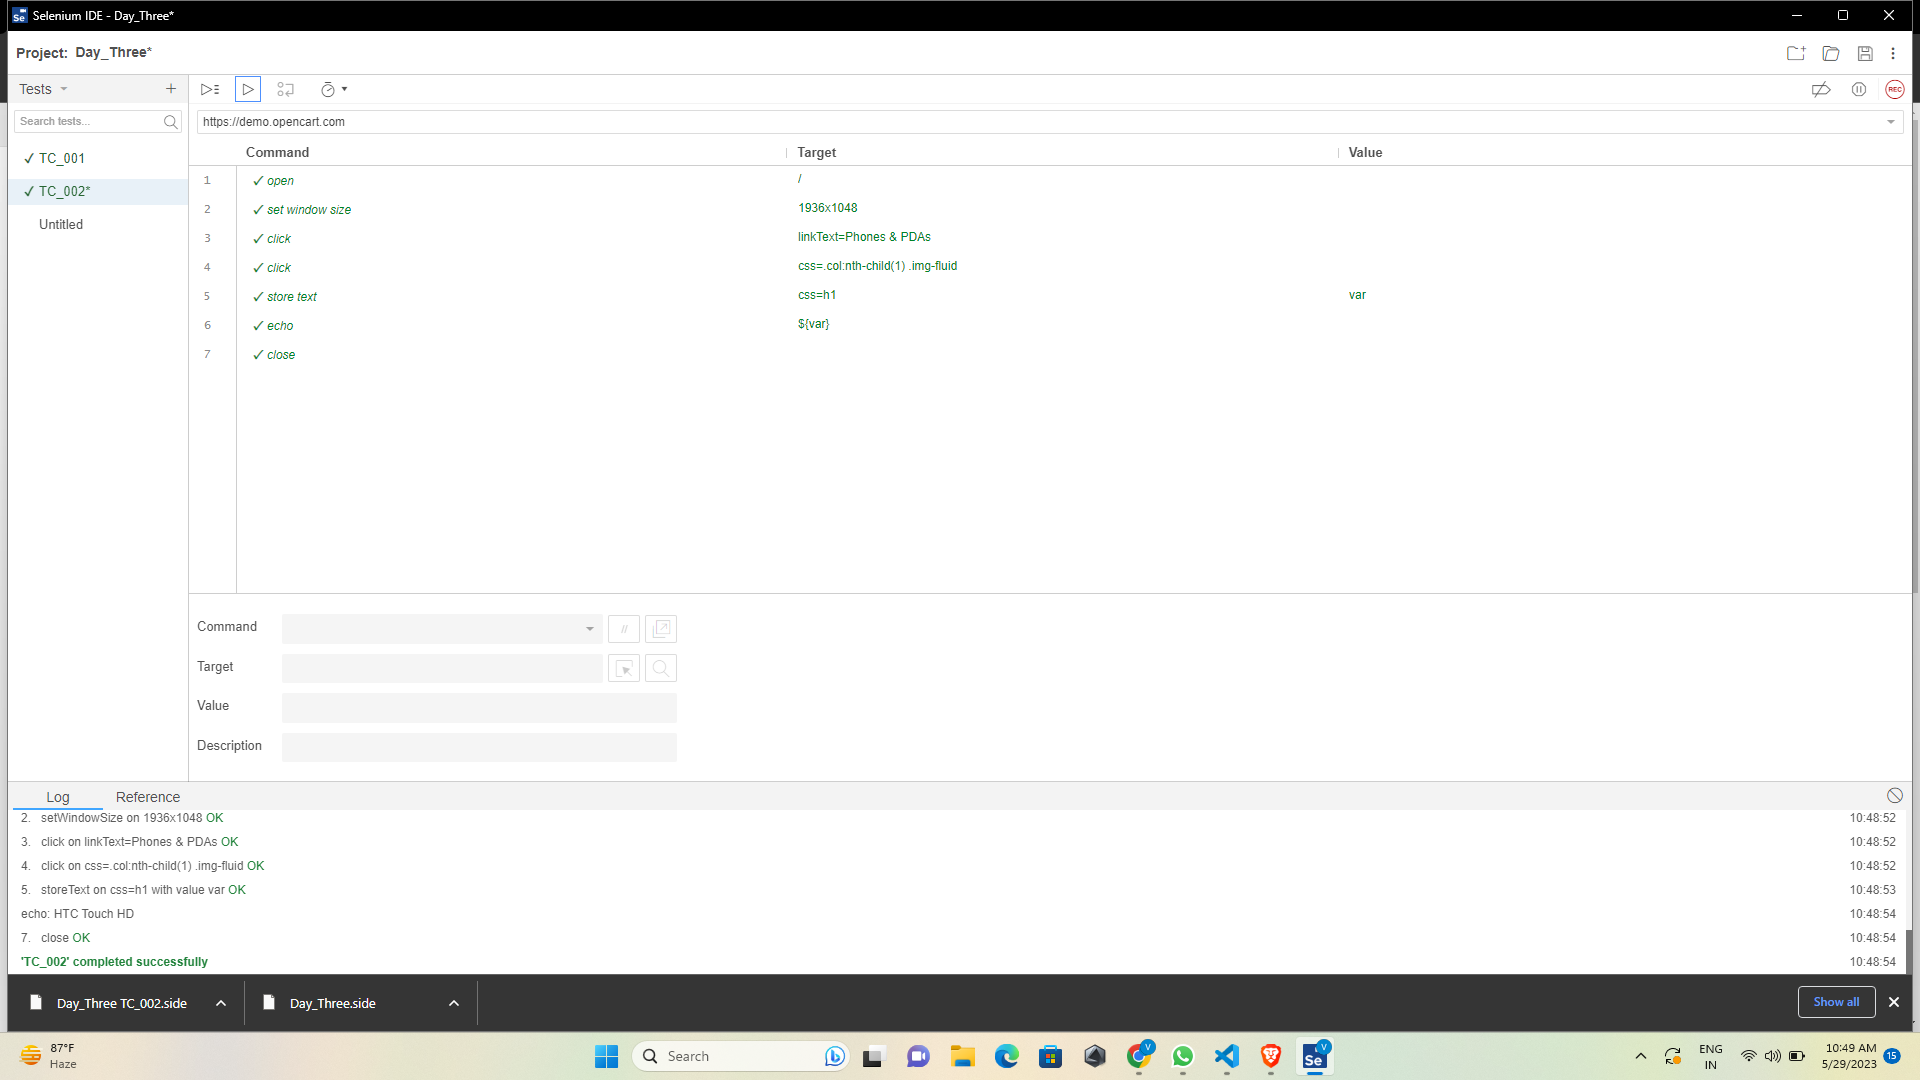 Se Selenium IDE - Day_Three*
Project: Day_Three*
Tests
Search tests...
✓ TC_001
✓ TC_002*
Untitled
REC
https://demo.opencart.com
Command Target Value
1 ✓ open /
2 ✓ set window size 1936x1048
3 ✓ click linkText=Phones & PDAs
4 ✓ click css=.col:nth-child(1) .img-fluid
5 ✓ store text css=h1 var
6 ✓ echo ${var}
7 ✓ close
Command //
Target
Value
Description
Log Reference
2. setWindowSize on 1936x1048 OK 10:48:52
3. click on linkText=Phones & PDAs OK 10:48:52
4. click on css=.col:nth-child(1) .img-fluid OK 10:48:52
5. storeText on css=h1 with value var OK 10:48:53
echo: HTC Touch HD 10:48:54
7. close OK 10:48:54
'TC_002' completed successfully 10:48:54
Day_Three TC_002.side Day_Three.side Show all
87°F
Haze
Search
V
Se V
ENG
IN
10:49 AM
5/29/2023
15